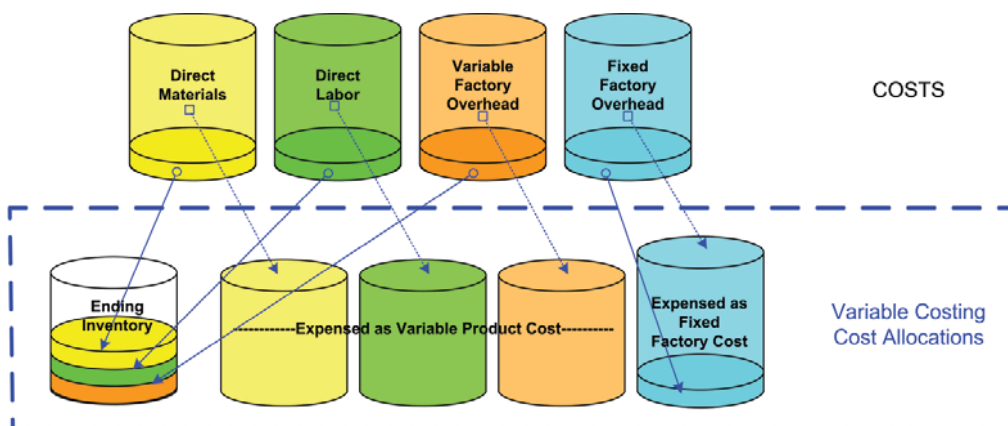 Direct
Materials
Direct
Labor
Variable
Factory
Overhead
Fixed
Factory
Overhead
COSTS
Ending
Inventory
------------Expensed as Variable Product Cost----------
Expensed as
Fixed
Factory Cost
Variable Costing
Cost Allocations